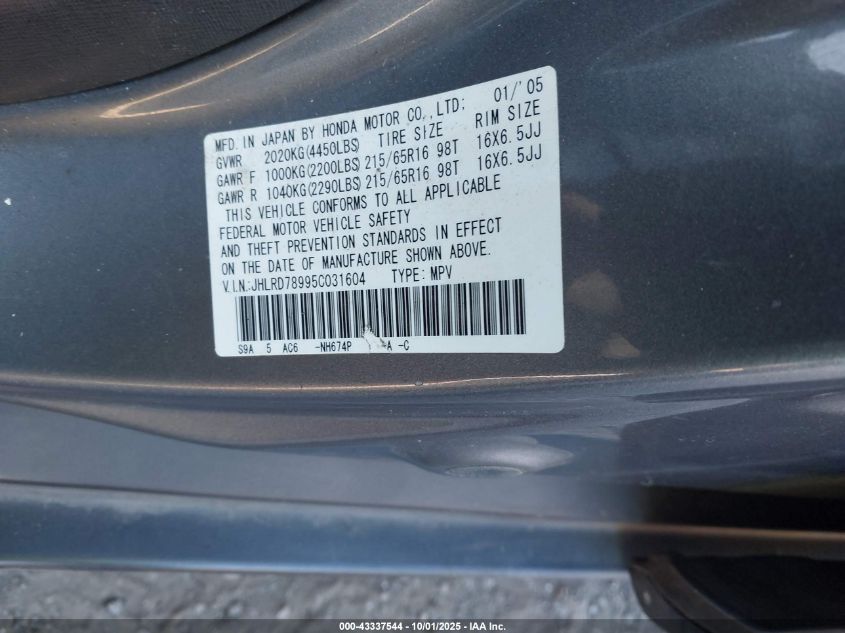 MFD. IN JAPAN BY HONDA MOTOR CO.,LTD; 01/'05
GVWR 2020KG(4450LBS) TIRE SIZE RIM SIZE
GAWR F 1000KG(2200LBS) 215/65R16 98T 16X6.5JJ
GAWR R 1040KG(2290LBS) 215/65R16 98T 16X6.5JJ
THIS VEHICLE CONFORMS TO ALL APPLICABLE
FEDERAL MOTOR VEHICLE SAFETY
AND THEFT PREVENTION STANDARDS IN EFFECT
ON THE DATE OF MANUFACTURE SHOWN ABOVE.
V.I.N.:JHLRD78995C031604 TYPE: MPV
S9A 5 AC6 -NH674P -A -C
000-43337544 | 10/01/2025 | IAA Inc.